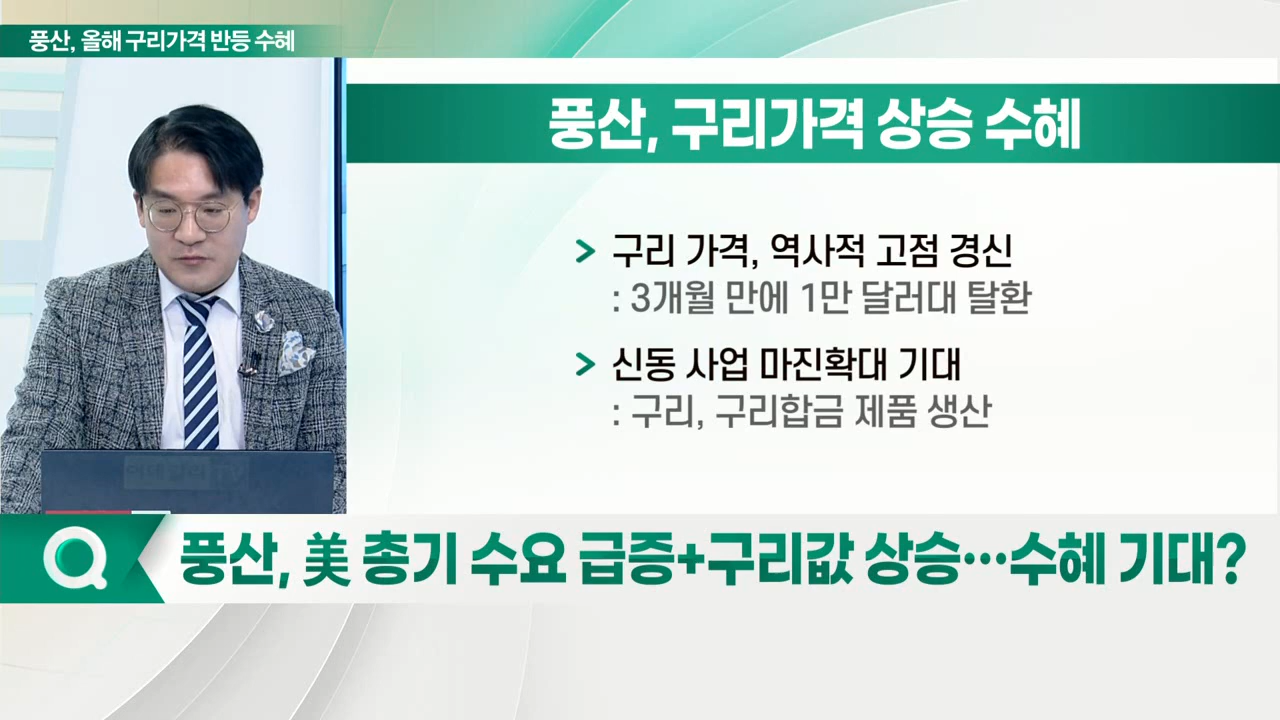 풍산, 올해 구리가격 반등 수혜
풍산, 구리가격 상승 수혜
> 구리 가격, 역사적 고점 경신
: 3개월 만에 1만 달러대 탈환
> 신동 사업 마진확대 기대
: 구리, 구리합금 제품 생산
이데일리
Q 풍산, 美 총기 수요 급증+구리값 상승…수혜 기대?